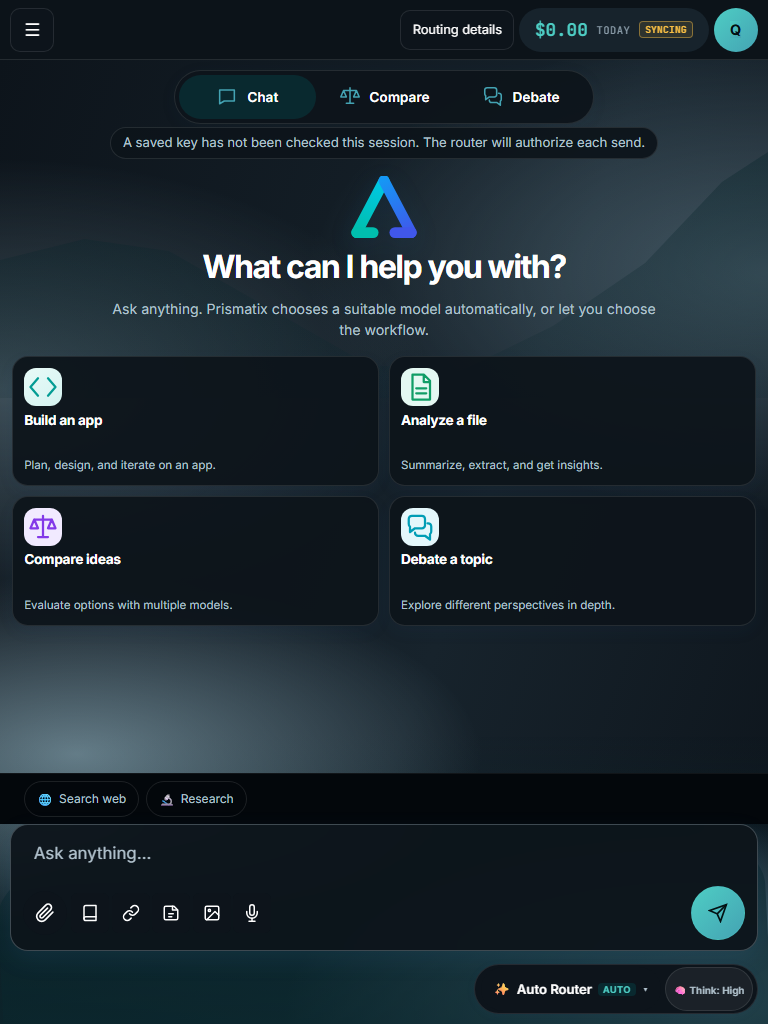 Routing details
$0.00 TODAY SYNCING
Q
Chat
Compare
Debate
A saved key has not been checked this session. The router will authorize each send.
What can I help you with?
Ask anything. Prismatix chooses a suitable model automatically, or let you choose
the workflow.
Build an app
Plan, design, and iterate on an app.
Analyze a file
Summarize, extract, and get insights.
Compare ideas
Evaluate options with multiple models.
Debate a topic
Explore different perspectives in depth.
Search web
Research
Ask anything...
Auto Router AUTO
Think: High